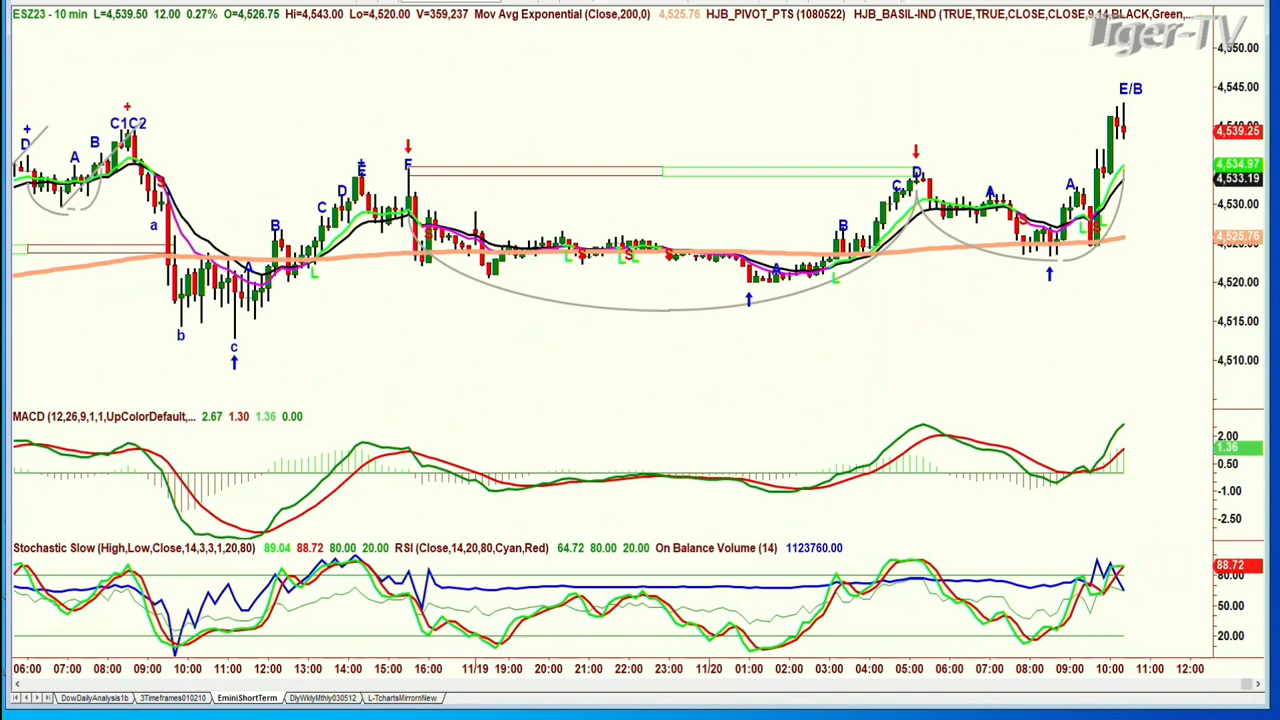 ESZ23 - 10 min L=4,539.50 12.00 0.27% O=4,526.75 Hi=4,543.00 Lo=4,520.00 V=359,237 Mov Avg Exponential (Close,200,0) 4,525.76 HJB_PIVOT_PTS (1080522) HJB_BASIL-IND (TRUE,TRUE,CLOSE,CLOSE,9,14,BLACK,Green,...
Tiger-TV
4,545.00
4,539.25
4,534.97
4,533.19
4,530.00
4,525.76
4,520.00
4,515.00
4,510.00
+ D A B + C1C2 S a b c A B L C D E F S L S L S L S A B L C D A S A L S E/B
MACD (12,26,9,1,1,UpColorDefault,... 2.67 1.30 1.36 0.00
2.00
1.36
0.50
-1.00
-2.50
Stochastic Slow (High,Low,Close,14,3,3,1,20,80) 89.04 88.72 80.00 20.00 RSI (Close,14,20,80,Cyan,Red) 64.72 80.00 20.00 On Balance Volume (14) 1123760.00
88.72
80.00
50.00
20.00
06:00 07:00 08:00 09:00 10:00 11:00 12:00 13:00 14:00 15:00 16:00 11/19 20:00 21:00 22:00 23:00 11/20 01:00 02:00 03:00 04:00 05:00 06:00 07:00 08:00 09:00 10:00 11:00 12:00
DowDailyAnalysis1b 3Timeframes010210 EminiShortTerm DlyWklyMthly030512 L-TchartsMirrornNew